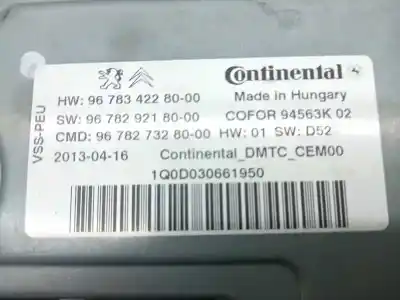 Continental
HW: 96 783 422 80-00 Made in Hungary
SW: 96 782 921 80-00 COFOR 94563K 02
CMD: 96 782 732 80-00 HW: 01 SW: D52
2013-04-16 Continental_DMTC_CEM00
1Q0D030661950
VSS-PEU